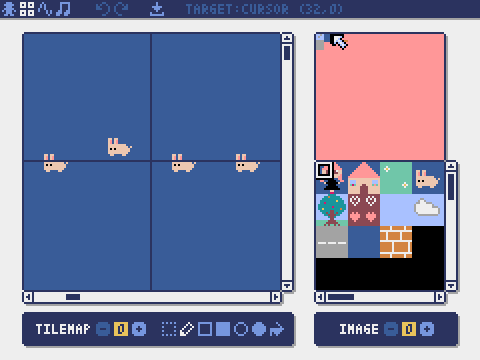 TARGET:CURSOR (32,0)
TILEMAP - 0 +
IMAGE - 0 +